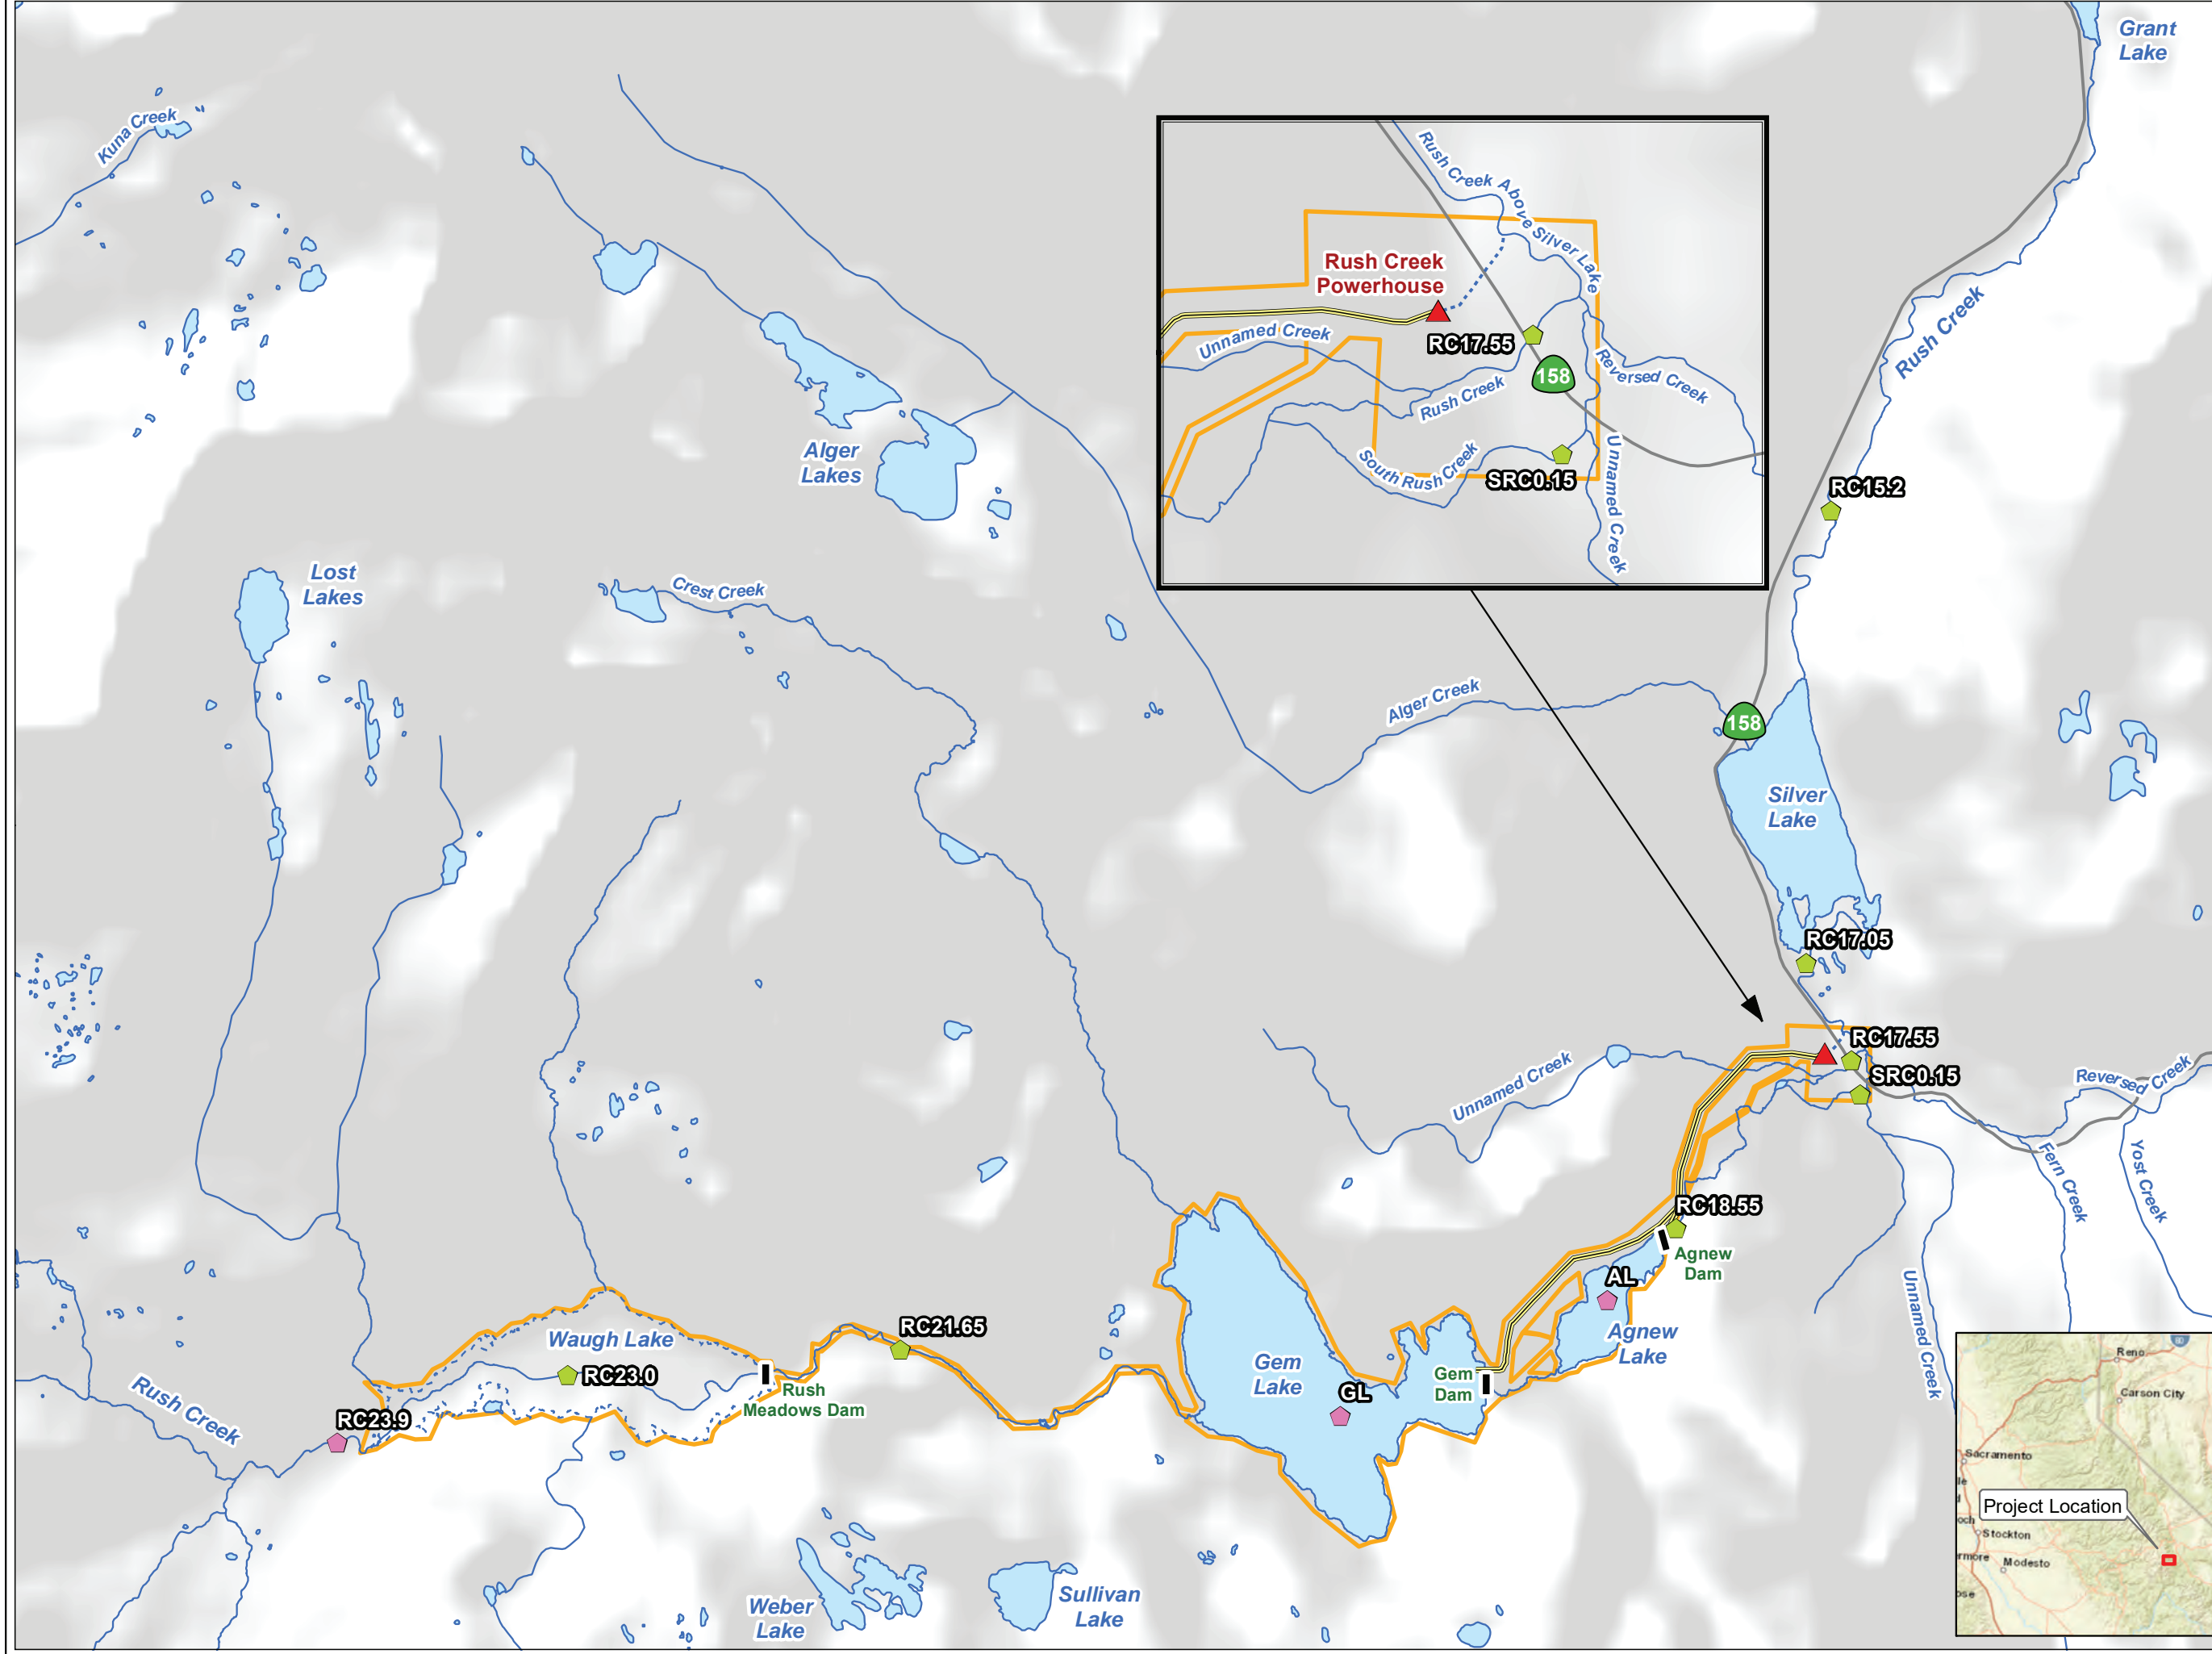 Grant
Lake
Kuna Creek
Rush Creek Above Silver Lake
Rush Creek
Powerhouse
Unnamed Creek
RC17.55
158
Reversed Creek
Rush Creek
South Rush Creek
SRC0.15
Unnamed Creek
Rush Creek
RC15.2
Alger
Lakes
Lost
Lakes
Crest Creek
Alger Creek
158
Silver
Lake
RC17.05
RC17.55
SRC0.15
Reversed Creek
Unnamed Creek
Fern Creek
Yost Creek
RC18.55
Agnew
Dam
AL
Agnew
Lake
Unnamed Creek
RC21.65
Waugh Lake
RC23.0
Rush
Meadows Dam
Gem
Lake
GL
Gem
Dam
Rush Creek
RC23.9
Weber
Lake
Sullivan
Lake
Reno
Carson City
Sacramento
Project Location
Stockton
Modesto